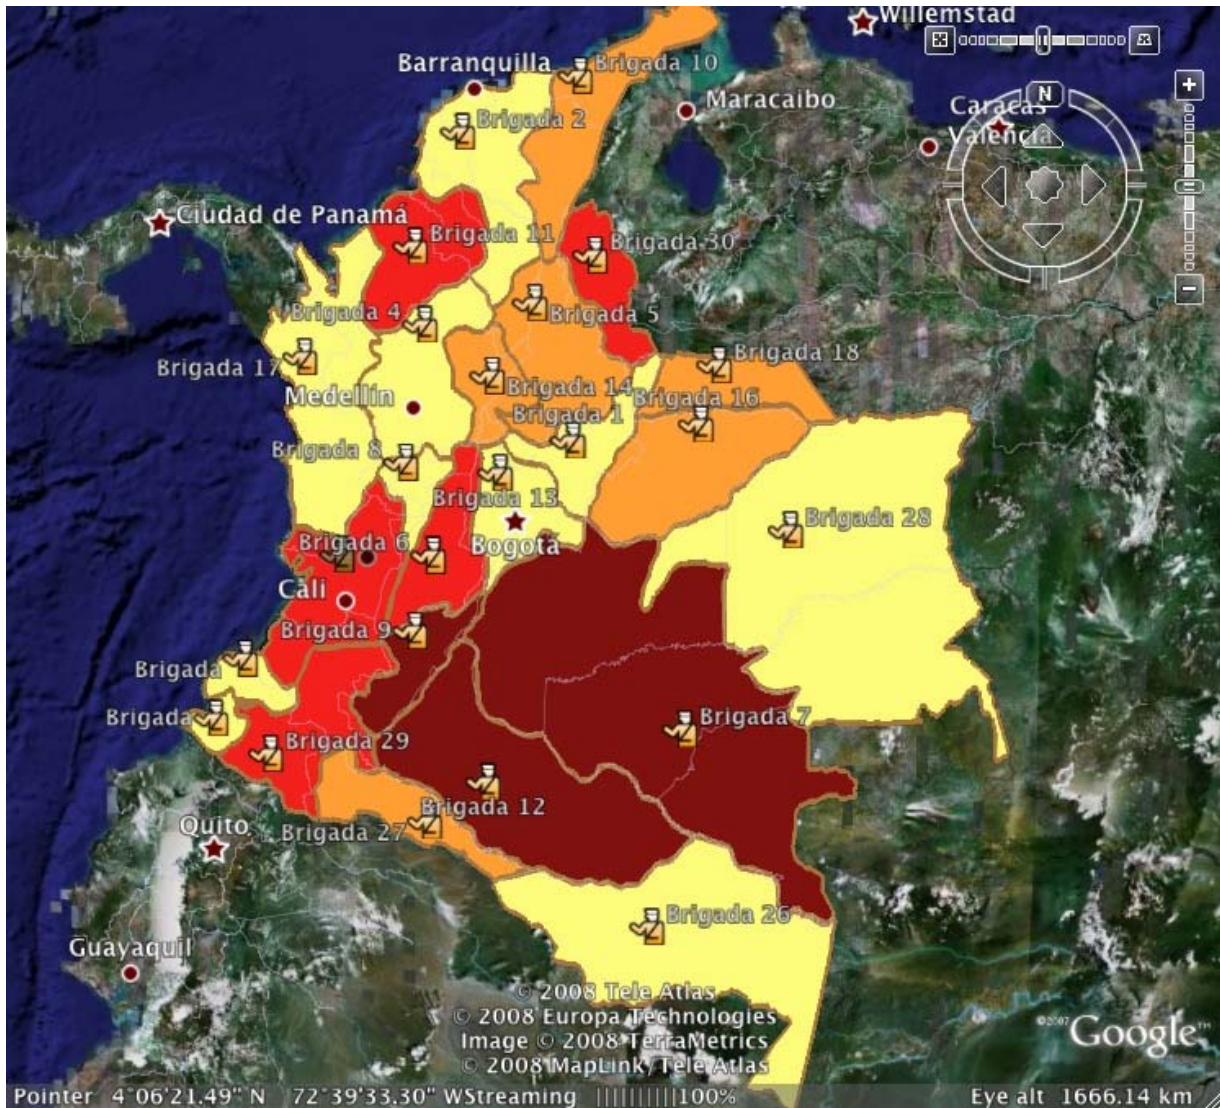 Willemstad
Barranquilla
Brigada 10
Maracaibo
N
Caracas
Valencia
Brigada 2
Ciudad de Panamá
Brigada 11
Brigada 30
Brigada 4
Brigada 5
Brigada 17
Brigada 18
Medellín
Brigada 14
Brigada 16
Brigada 1
Brigada 8
Brigada 13
Brigada 28
Brigada 6
Bogotá
Cali
Brigada 9
Brigada
Brigada
Brigada 7
Brigada 29
Brigada 12
Quito
Brigada 27
Brigada 26
Guayaquil
© 2008 Tele Atlas
© 2008 Europa Technologies
Image © 2008 TerraMetrics
© 2008 MapLink/Tele Atlas
©2007 Google™
Pointer 4°06'21.49" N 72°39'33.30" W Streaming ||||||||||100% Eye alt 1666.14 km